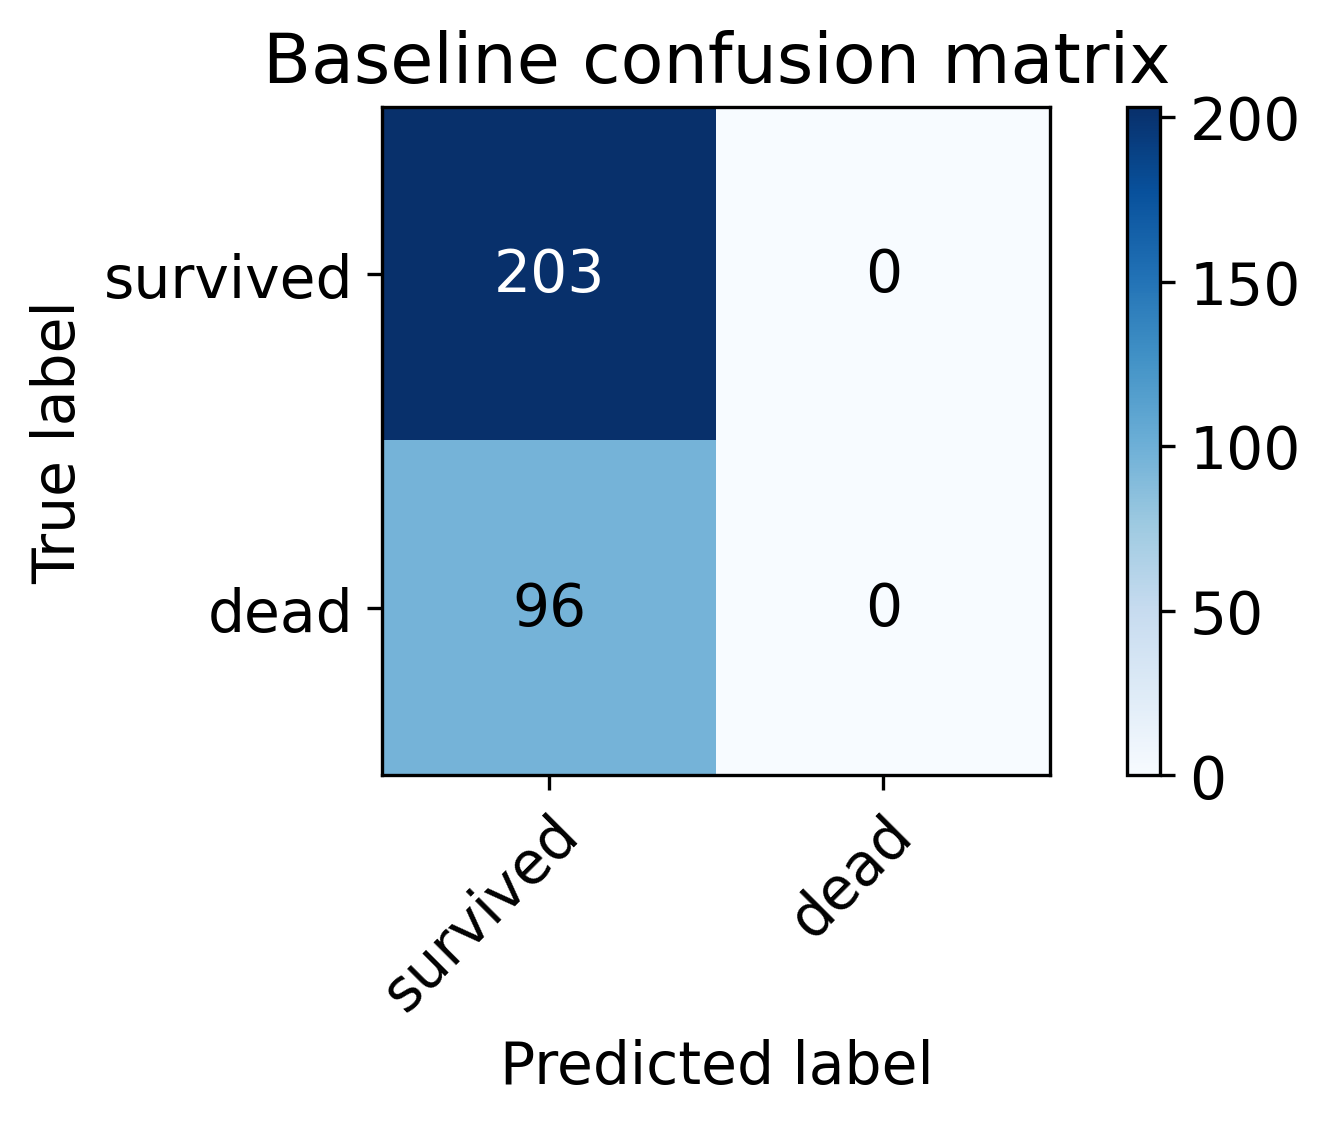 Baseline confusion matrix
True label
survived
dead
203
0
96
0
survived
dead
Predicted label
200
150
100
50
0